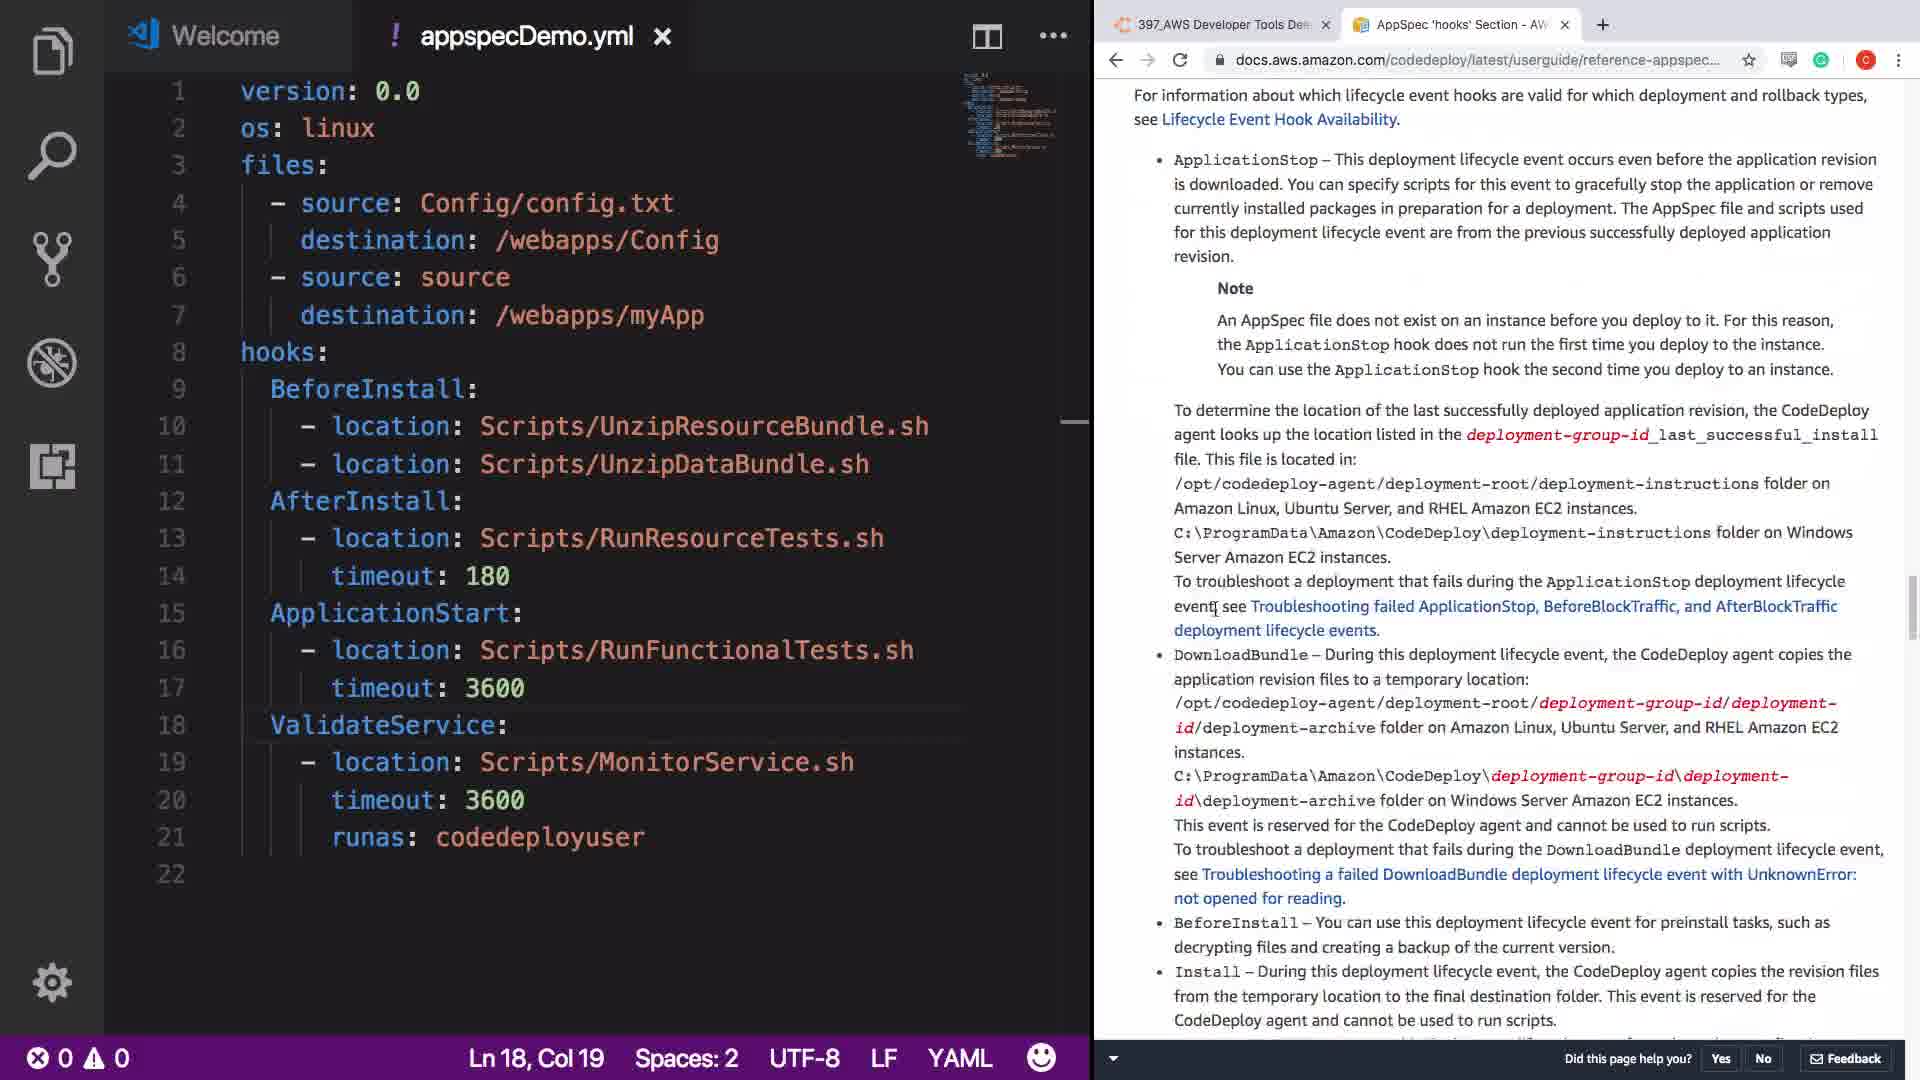 Welcome
! appspecDemo.yml
1 version: 0.0
2 os: linux
3 files:
4 - source: Config/config.txt
5 destination: /webapps/Config
6 - source: source
7 destination: /webapps/myApp
8 hooks:
9 BeforeInstall:
10 - location: Scripts/UnzipResourceBundle.sh
11 - location: Scripts/UnzipDataBundle.sh
12 AfterInstall:
13 - location: Scripts/RunResourceTests.sh
14 timeout: 180
15 ApplicationStart:
16 - location: Scripts/RunFunctionalTests.sh
17 timeout: 3600
18 ValidateService:
19 - location: Scripts/MonitorService.sh
20 timeout: 3600
21 runas: codedeployuser
22
0 0
Ln 18, Col 19 Spaces: 2 UTF-8 LF YAML
397_AWS Developer Tools De
AppSpec 'hooks' Section - AW
docs.aws.amazon.com/codedeploy/latest/userguide/reference-appspec...
C
For information about which lifecycle event hooks are valid for which deployment and rollback types,
see Lifecycle Event Hook Availability.
• ApplicationStop – This deployment lifecycle event occurs even before the application revision
is downloaded. You can specify scripts for this event to gracefully stop the application or remove
currently installed packages in preparation for a deployment. The AppSpec file and scripts used
for this deployment lifecycle event are from the previous successfully deployed application
revision.
Note
An AppSpec file does not exist on an instance before you deploy to it. For this reason,
the ApplicationStop hook does not run the first time you deploy to the instance.
You can use the ApplicationStop hook the second time you deploy to an instance.
To determine the location of the last successfully deployed application revision, the CodeDeploy
agent looks up the location listed in the deployment-group-id_last_successful_install
file. This file is located in:
/opt/codedeploy-agent/deployment-root/deployment-instructions folder on
Amazon Linux, Ubuntu Server, and RHEL Amazon EC2 instances.
C:\ProgramData\Amazon\CodeDeploy\deployment-instructions folder on Windows
Server Amazon EC2 instances.
To troubleshoot a deployment that fails during the ApplicationStop deployment lifecycle
event, see Troubleshooting failed ApplicationStop, BeforeBlockTraffic, and AfterBlockTraffic
deployment lifecycle events.
• DownloadBundle – During this deployment lifecycle event, the CodeDeploy agent copies the
application revision files to a temporary location:
/opt/codedeploy-agent/deployment-root/deployment-group-id/deployment-
id/deployment-archive folder on Amazon Linux, Ubuntu Server, and RHEL Amazon EC2
instances.
C:\ProgramData\Amazon\CodeDeploy\deployment-group-id\deployment-
id\deployment-archive folder on Windows Server Amazon EC2 instances.
This event is reserved for the CodeDeploy agent and cannot be used to run scripts.
To troubleshoot a deployment that fails during the DownloadBundle deployment lifecycle event,
see Troubleshooting a failed DownloadBundle deployment lifecycle event with UnknownError:
not opened for reading.
• BeforeInstall – You can use this deployment lifecycle event for preinstall tasks, such as
decrypting files and creating a backup of the current version.
• Install – During this deployment lifecycle event, the CodeDeploy agent copies the revision files
from the temporary location to the final destination folder. This event is reserved for the
CodeDeploy agent and cannot be used to run scripts.
Did this page help you? Yes No Feedback